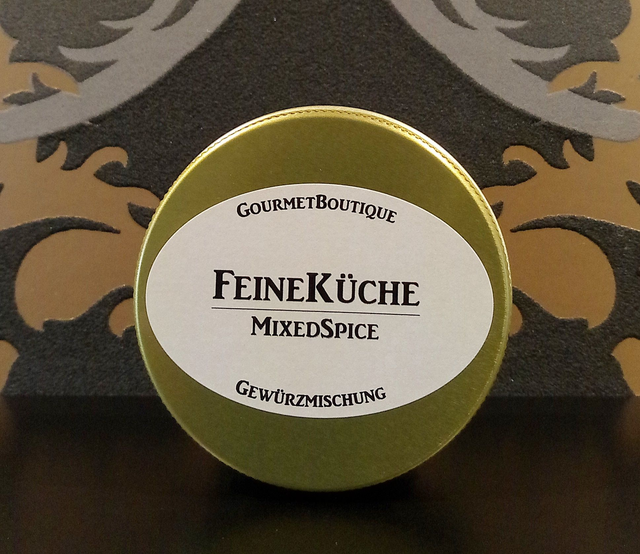 GourmetBoutique
FeineKüche
MixedSpice
Gewürzmischung